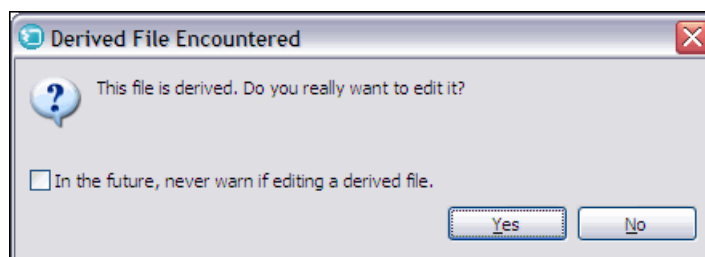 Derived File Encountered
This file is derived. Do you really want to edit it?
In the future, never warn if editing a derived file.
Yes No